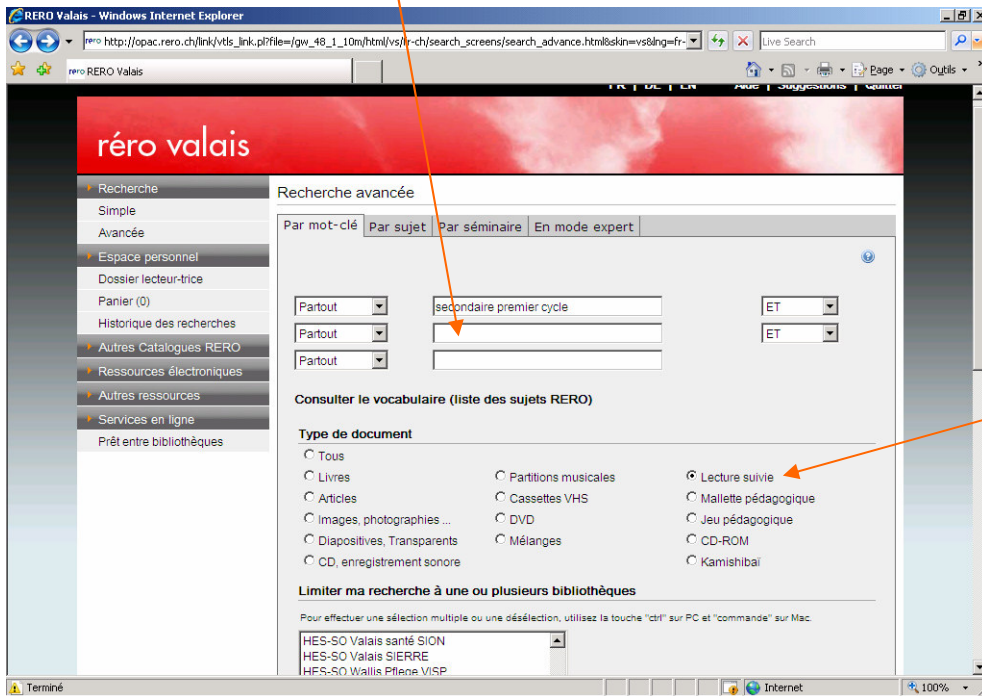 RERO Valais - Windows Internet Explorer
rero http://opac.rero.ch/link/vtls_link.pl?file=/gw_48_1_10m/html/vs/fr-ch/search_screens/search_advance.html&skin=vs&lng=fr- Live Search
rero RERO Valais Page Outils
FR | DE | EN Aide | Suggestions | Quitter
réro valais
Recherche
Simple
Avancée
Espace personnel
Dossier lecteur-trice
Panier (0)
Historique des recherches
Autres Catalogues RERO
Ressources électroniques
Autres ressources
Services en ligne
Prêt entre bibliothèques
Recherche avancée
Par mot-clé Par sujet Par séminaire En mode expert
Partout secondaire premier cycle ET
Partout ET
Partout
Consulter le vocabulaire (liste des sujets RERO)
Type de document
Tous
Livres Partitions musicales Lecture suivie
Articles Cassettes VHS Mallette pédagogique
Images, photographies ... DVD Jeu pédagogique
Diapositives, Transparents Mélanges CD-ROM
CD, enregistrement sonore Kamishibaï
Limiter ma recherche à une ou plusieurs bibliothèques
Pour effectuer une sélection multiple ou une désélection, utilisez la touche "ctrl" sur PC et "commande" sur Mac.
HES-SO Valais santé SION
HES-SO Valais SIERRE
HES-SO Wallis Pflege VISP
Terminé Internet 100%